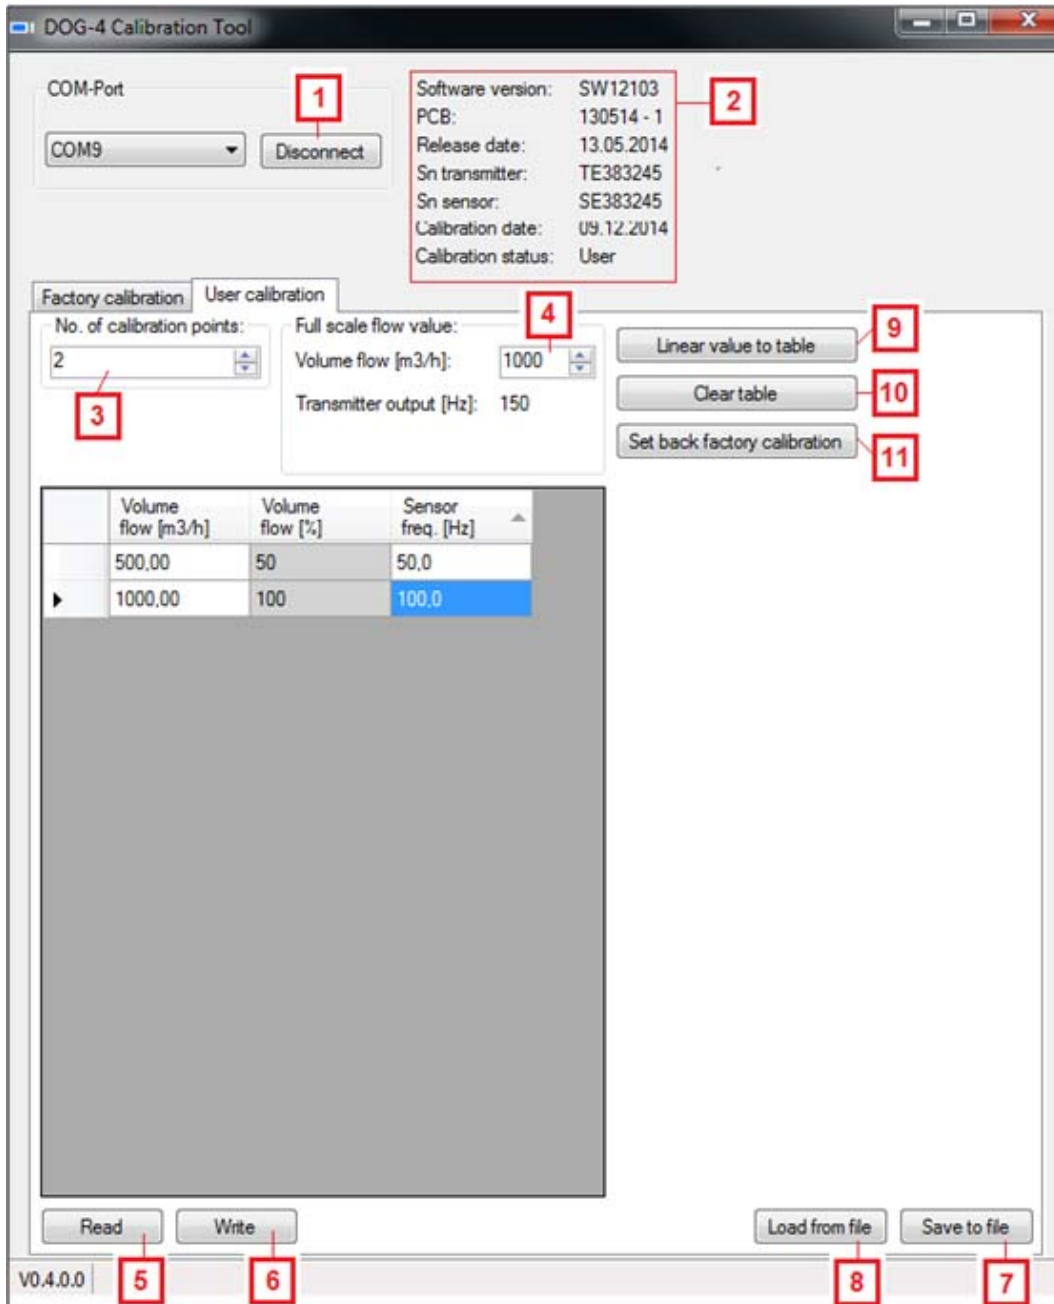 DOG-4 Calibration Tool
COM-Port
COM9
Disconnect
1
Software version: SW12103
PCB: 130514 - 1
Release date: 13.05.2014
Sn transmitter: TE383245
Sn sensor: SE383245
Calibration date: 09.12.2014
Calibration status: User
2
Factory calibration
User calibration
No. of calibration points:
2
3
Full scale flow value:
4
Volume flow [m3/h]: 1000
Transmitter output [Hz]: 150
Linear value to table
9
Clear table
10
Set back factory calibration
11
Volume flow [m3/h] Volume flow [%] Sensor freq. [Hz]
500,00 50 50,0
1000,00 100 100,0
Read
Write
Load from file
Save to file
5
6
8
7
V0.4.0.0